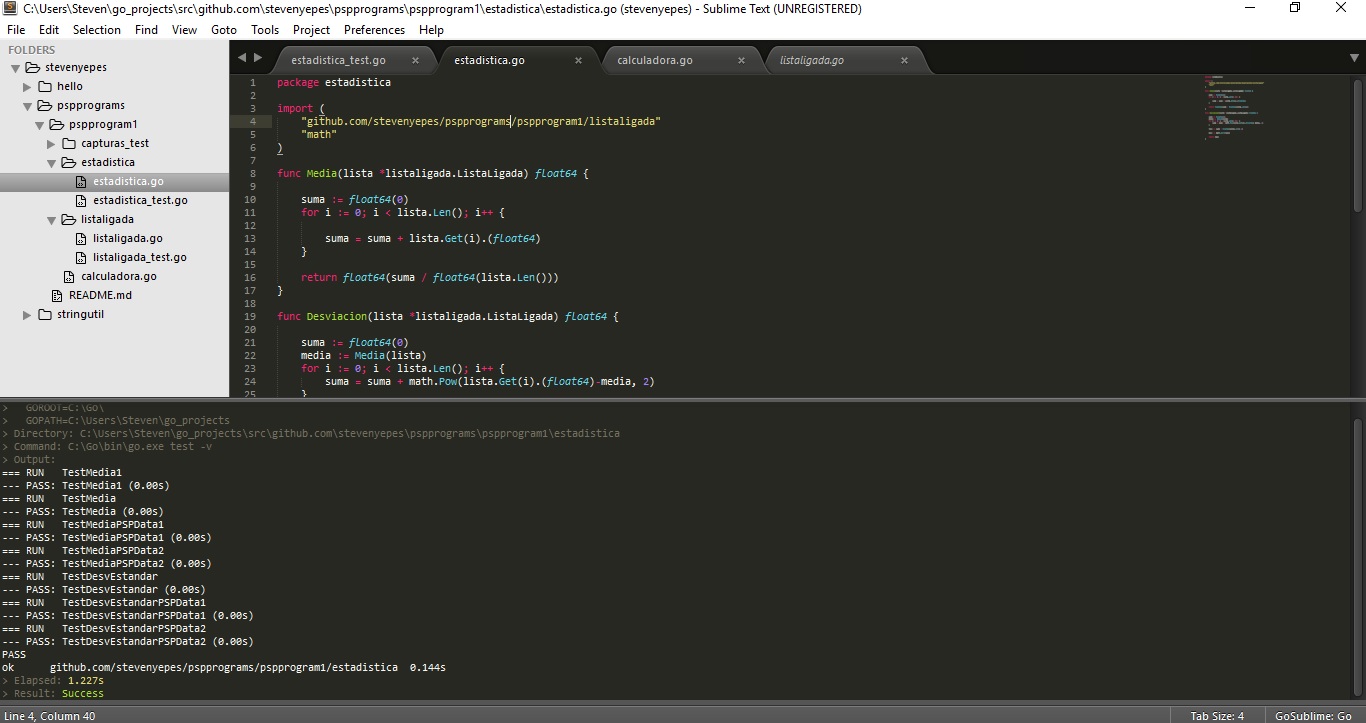 C:\Users\Steven\go_projects\src\github.com\stevenyepes\pspprograms\pspprogram1\estadistica\estadistica.go (stevenyepes) - Sublime Text (UNREGISTERED)
File Edit Selection Find View Goto Tools Project Preferences Help
FOLDERS
stevenyepes
hello
pspprograms
pspprogram1
capturas_test
estadistica
estadistica.go
estadistica_test.go
listaligada
listaligada.go
listaligada_test.go
calculadora.go
README.md
stringutil
estadistica_test.go × estadistica.go × calculadora.go × listaligada.go ×
1 package estadistica
2
3 import (
4 "github.com/stevenyepes/pspprograms/pspprogram1/listaligada"
5 "math"
6 )
7
8 func Media(lista *listaligada.ListaLigada) float64 {
9
10 suma := float64(0)
11 for i := 0; i < lista.Len(); i++ {
12
13 suma = suma + lista.Get(i).(float64)
14 }
15
16 return float64(suma / float64(lista.Len()))
17 }
18
19 func Desviacion(lista *listaligada.ListaLigada) float64 {
20
21 suma := float64(0)
22 media := Media(lista)
23 for i := 0; i < lista.Len(); i++ {
24 suma = suma + math.Pow(lista.Get(i).(float64)-media, 2)
25 }
> GOROOT=C:\Go\
> GOPATH=C:\Users\Steven\go_projects
> Directory: C:\Users\Steven\go_projects\src\github.com\stevenyepes\pspprograms\pspprogram1\estadistica
> Command: C:\Go\bin\go.exe test -v
> Output:
=== RUN TestMedia1
--- PASS: TestMedia1 (0.00s)
=== RUN TestMedia
--- PASS: TestMedia (0.00s)
=== RUN TestMediaPSPData1
--- PASS: TestMediaPSPData1 (0.00s)
=== RUN TestMediaPSPData2
--- PASS: TestMediaPSPData2 (0.00s)
=== RUN TestDesvEstandar
--- PASS: TestDesvEstandar (0.00s)
=== RUN TestDesvEstandarPSPData1
--- PASS: TestDesvEstandarPSPData1 (0.00s)
=== RUN TestDesvEstandarPSPData2
--- PASS: TestDesvEstandarPSPData2 (0.00s)
PASS
ok github.com/stevenyepes/pspprograms/pspprogram1/estadistica 0.144s
> Elapsed: 1.227s
> Result: Success
Line 4, Column 40 Tab Size: 4 GoSublime: Go